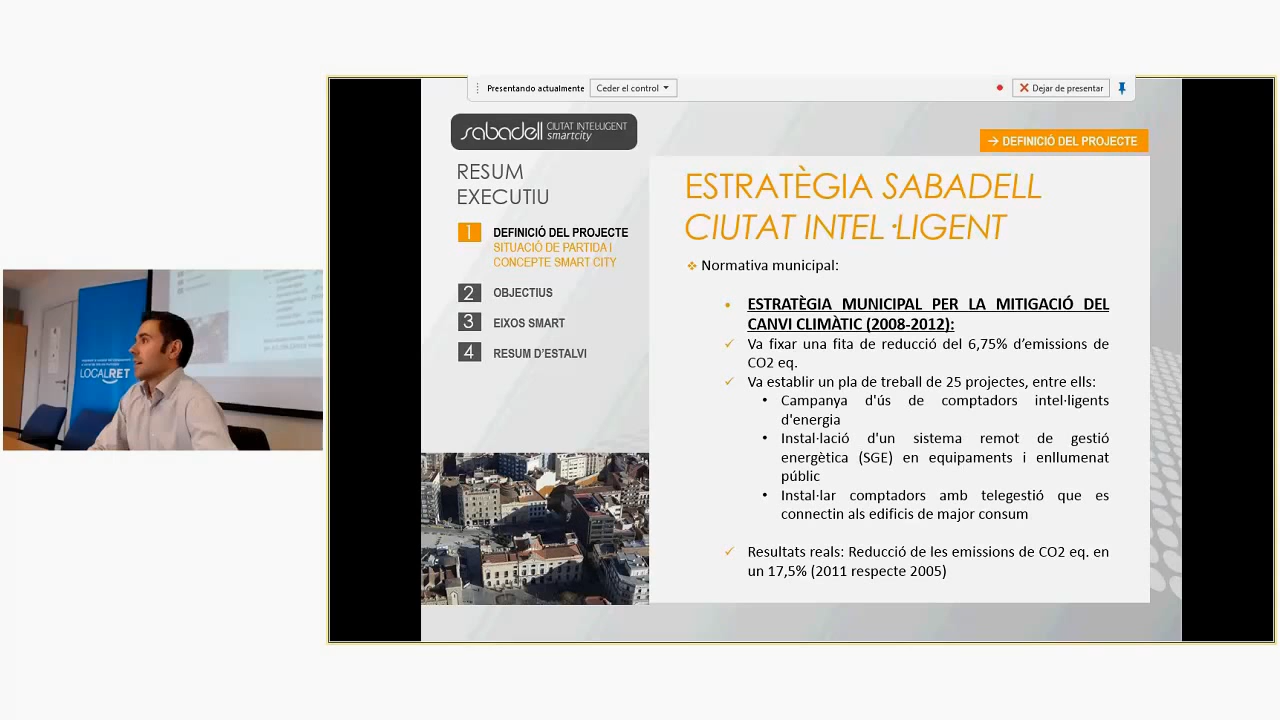 Presentando actualmente
Ceder el control
Dejar de presentar
sabadell CIUTAT INTEL·LIGENT
smartcity
→ DEFINICIÓ DEL PROJECTE
RESUM
EXECUTIU
1 DEFINICIÓ DEL PROJECTE
SITUACIÓ DE PARTIDA I
CONCEPTE SMART CITY
2 OBJECTIUS
3 EIXOS SMART
4 RESUM D'ESTALVI
ESTRATÈGIA SABADELL
CIUTAT INTEL·LIGENT
❖ Normativa municipal:
• ESTRATÈGIA MUNICIPAL PER LA MITIGACIÓ DEL
CANVI CLIMÀTIC (2008-2012):
✓ Va fixar una fita de reducció del 6,75% d'emissions de
CO2 eq.
✓ Va establir un pla de treball de 25 projectes, entre ells:
• Campanya d'ús de comptadors intel·ligents
d'energia
• Instal·lació d'un sistema remot de gestió
energètica (SGE) en equipaments i enllumenat
públic
• Instal·lar comptadors amb telegestió que es
connectin als edificis de major consum
✓ Resultats reals: Reducció de les emissions de CO2 eq. en
un 17,5% (2011 respecte 2005)
LOCALRET